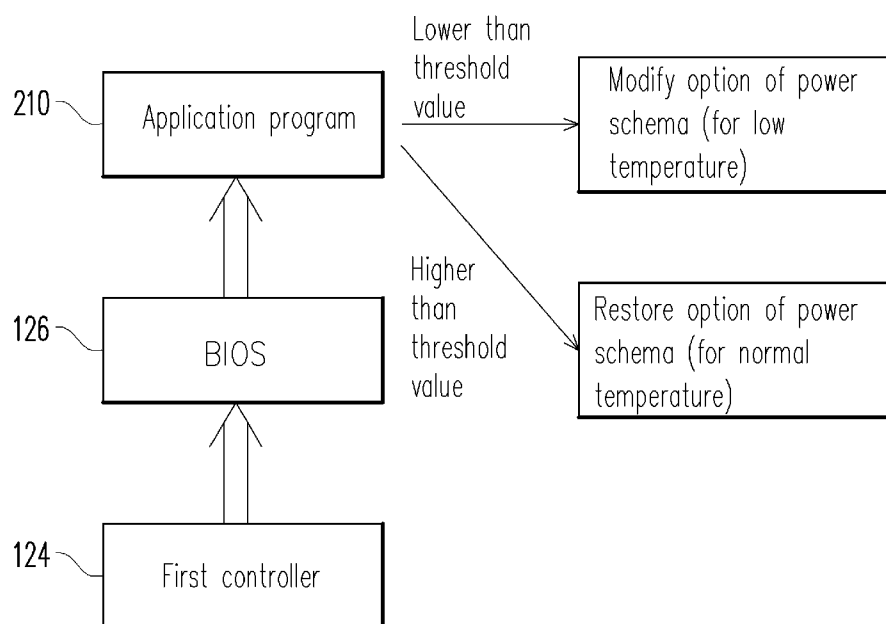 210
Application program
Lower than
threshold
value
Modify option of power
schema (for low
temperature)
126
BIOS
Higher
than
threshold
value
Restore option of power
schema (for normal
temperature)
124
First controller